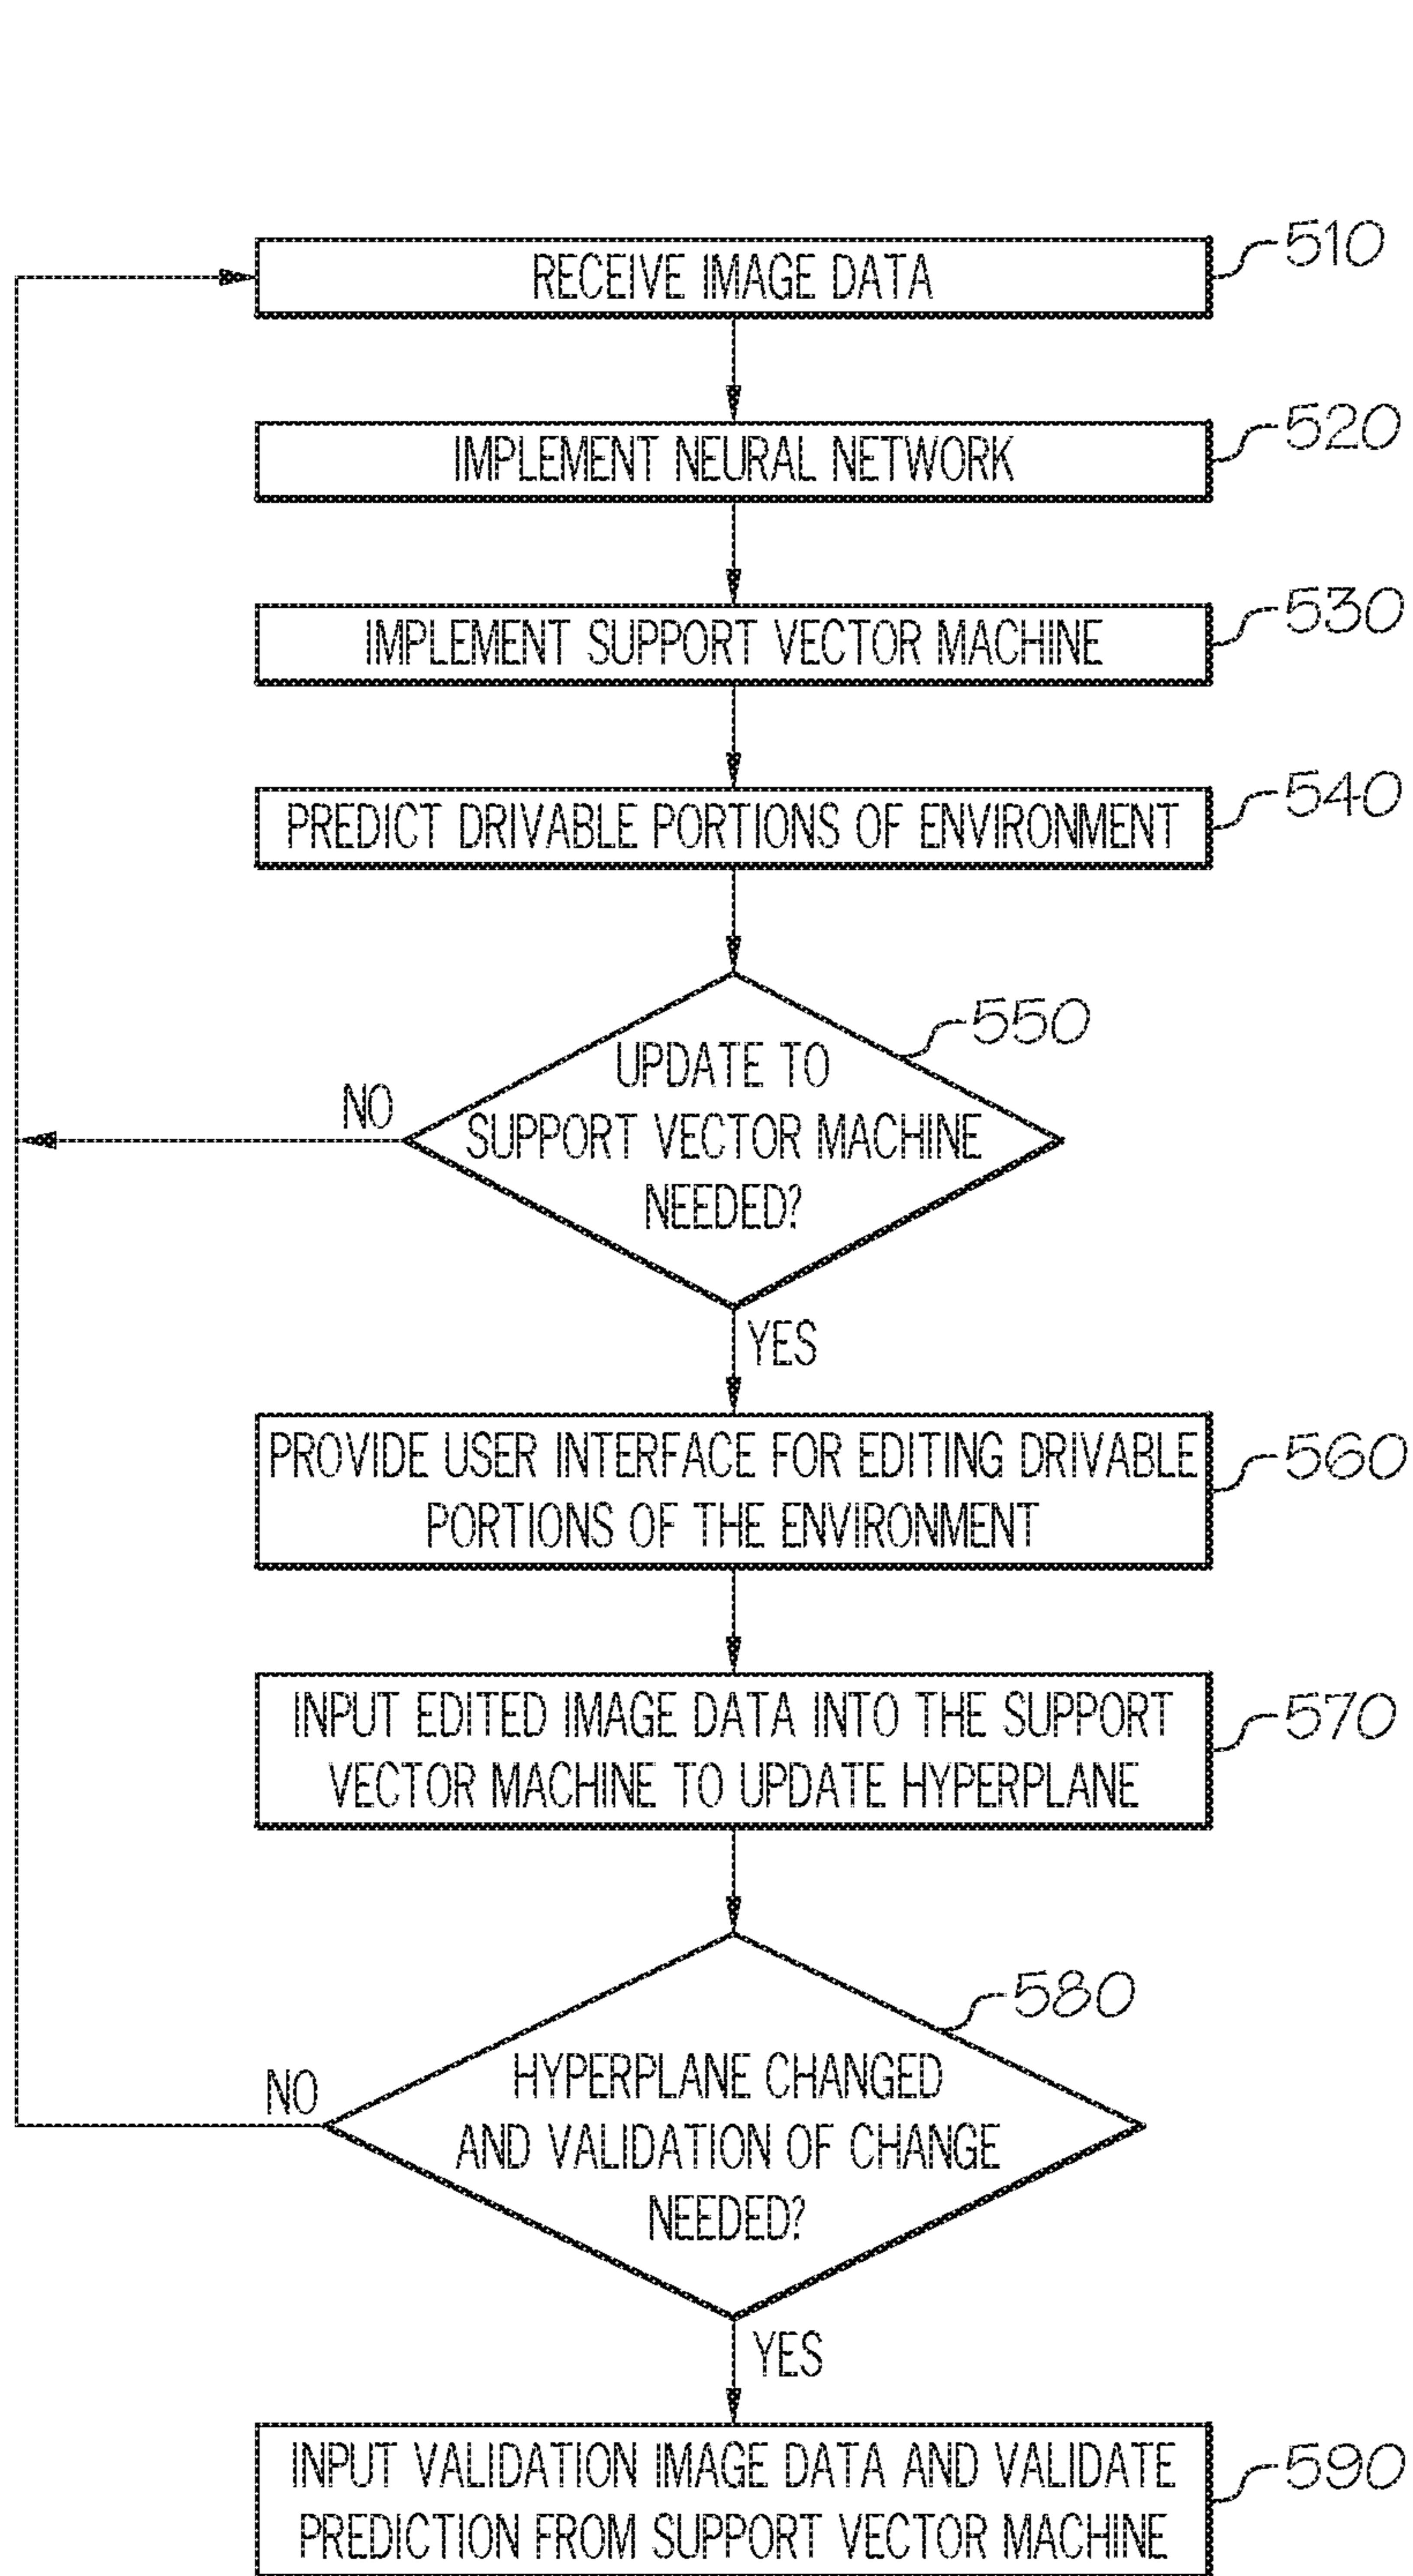 RECEIVE IMAGE DATA
510
IMPLEMENT NEURAL NETWORK
520
IMPLEMENT SUPPORT VECTOR MACHINE
530
PREDICT DRIVABLE PORTIONS OF ENVIRONMENT
540
UPDATE TO
SUPPORT VECTOR MACHINE
NEEDED?
550
NO
YES
PROVIDE USER INTERFACE FOR EDITING DRIVABLE
PORTIONS OF THE ENVIRONMENT
560
INPUT EDITED IMAGE DATA INTO THE SUPPORT
VECTOR MACHINE TO UPDATE HYPERPLANE
570
HYPERPLANE CHANGED
AND VALIDATION OF CHANGE
NEEDED?
580
NO
YES
INPUT VALIDATION IMAGE DATA AND VALIDATE
PREDICTION FROM SUPPORT VECTOR MACHINE
590